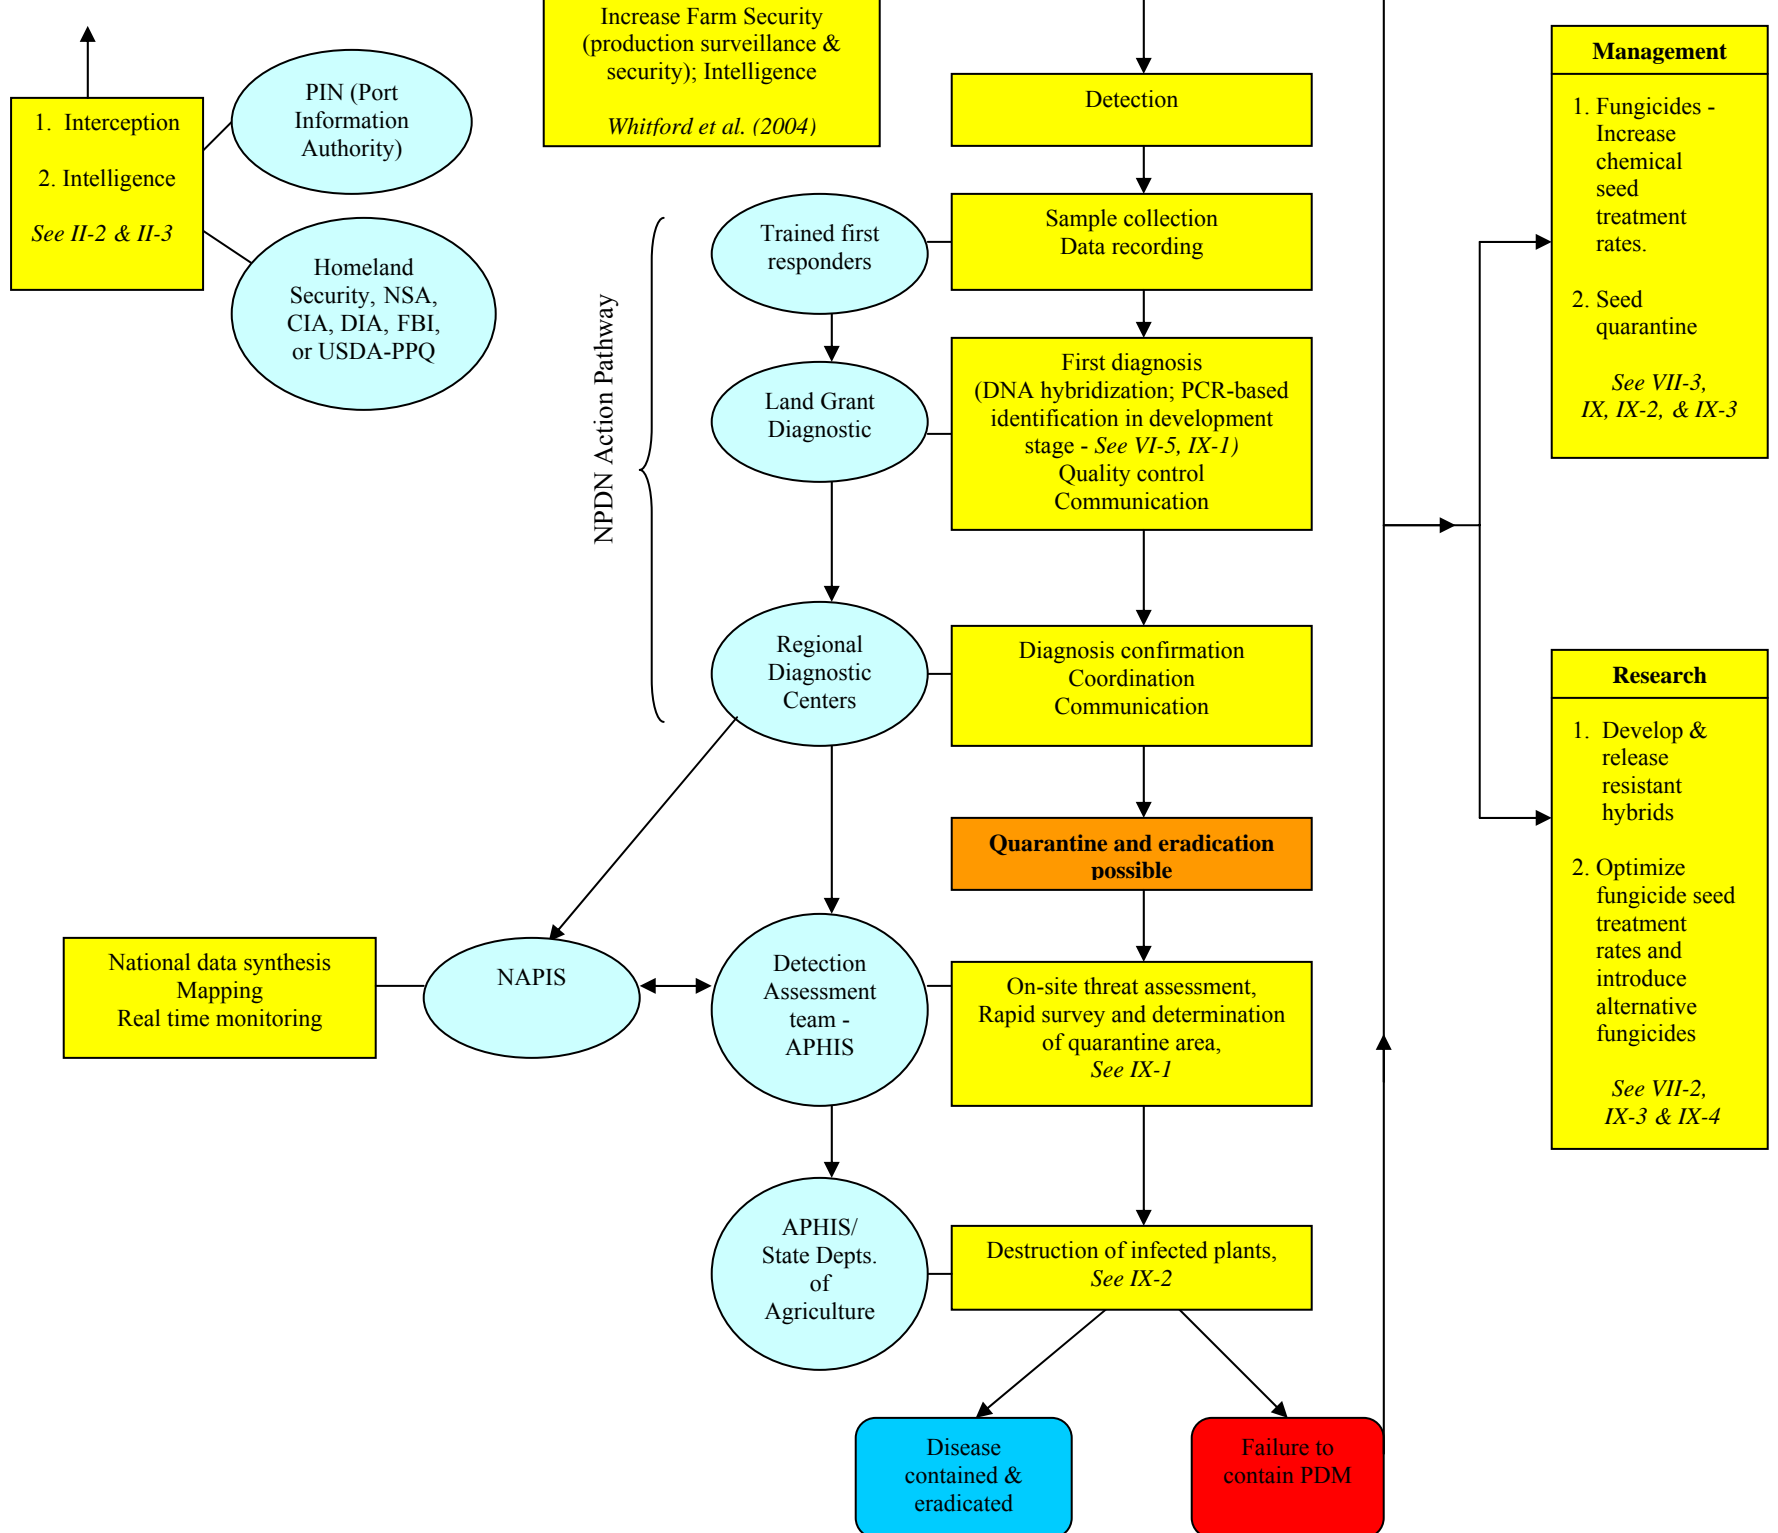 Increase Farm Security
(production surveillance &
security); Intelligence
Whitford et al. (2004)
1. Interception
2. Intelligence
See II-2 & II-3
PIN (Port
Information
Authority)
Homeland
Security, NSA,
CIA, DIA, FBI,
or USDA-PPQ
Detection
Sample collection
Data recording
Trained first
responders
NPDN Action Pathway
Land Grant
Diagnostic
First diagnosis
(DNA hybridization; PCR-based
identification in development
stage - See VI-5, IX-1)
Quality control
Communication
Regional
Diagnostic
Centers
Diagnosis confirmation
Coordination
Communication
Quarantine and eradication
possible
National data synthesis
Mapping
Real time monitoring
NAPIS
Detection
Assessment
team -
APHIS
On-site threat assessment,
Rapid survey and determination
of quarantine area,
See IX-1
APHIS/
State Depts.
of
Agriculture
Destruction of infected plants,
See IX-2
Disease
contained &
eradicated
Failure to
contain PDM
Management
1. Fungicides -
Increase
chemical
seed
treatment
rates.
2. Seed
quarantine
See VII-3,
IX, IX-2, & IX-3
Research
1. Develop &
release
resistant
hybrids
2. Optimize
fungicide seed
treatment
rates and
introduce
alternative
fungicides
See VII-2,
IX-3 & IX-4